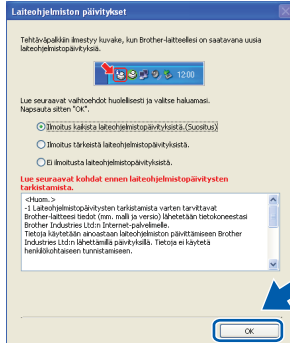 Laiteohjelmiston päivitykset
Tehtäväpalkkiin ilmestyy kuvake, kun Brother-laitteellesi on saatavana uusia
laiteohjelmistopäivityksiä.
12:00
Lue seuraavat vaihtoehdot huolellisesti ja valitse haluamasi.
Napsauta sitten "OK".
Ilmoitus kaikista laiteohjelmistopäivityksistä.(Suositus)
Ilmoitus tärkeistä laiteohjelmistopäivityksistä.
Ei ilmoitusta laiteohjelmistopäivityksistä.
Lue seuraavat kohdat ennen laiteohjelmistopäivitysten
tarkistamista.
<Huom.>
-1 Laiteohjelmistopäivitysten tarkistamista varten tarvittavat
Brother-laitteesi tiedot (mm. malli ja versio) lähetetään tietokoneestasi
Brother Industries Ltd:n Internet-palvelimelle.
Tietoja käytetään ainoastaan laiteohjelmiston päivittämiseen Brother
Industries Ltd:n lähettämillä päivityksillä. Tietoja ei käytetä
henkilökohtaiseen tunnistamiseen.
OK